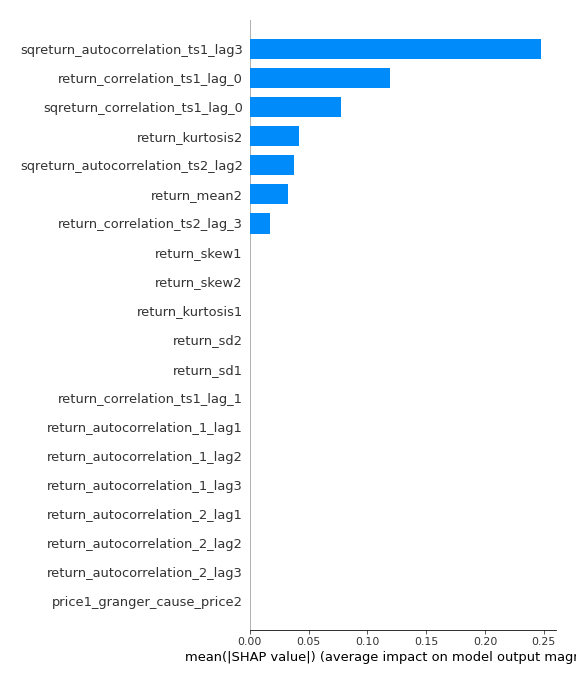 sqreturn_autocorrelation_ts1_lag3
return_correlation_ts1_lag_0
sqreturn_correlation_ts1_lag_0
return_kurtosis2
sqreturn_autocorrelation_ts2_lag2
return_mean2
return_correlation_ts2_lag_3
return_skew1
return_skew2
return_kurtosis1
return_sd2
return_sd1
return_correlation_ts1_lag_1
return_autocorrelation_1_lag1
return_autocorrelation_1_lag2
return_autocorrelation_1_lag3
return_autocorrelation_2_lag1
return_autocorrelation_2_lag2
return_autocorrelation_2_lag3
price1_granger_cause_price2
0.00 0.05 0.10 0.15 0.20 0.25
mean(|SHAP value|) (average impact on model output magn